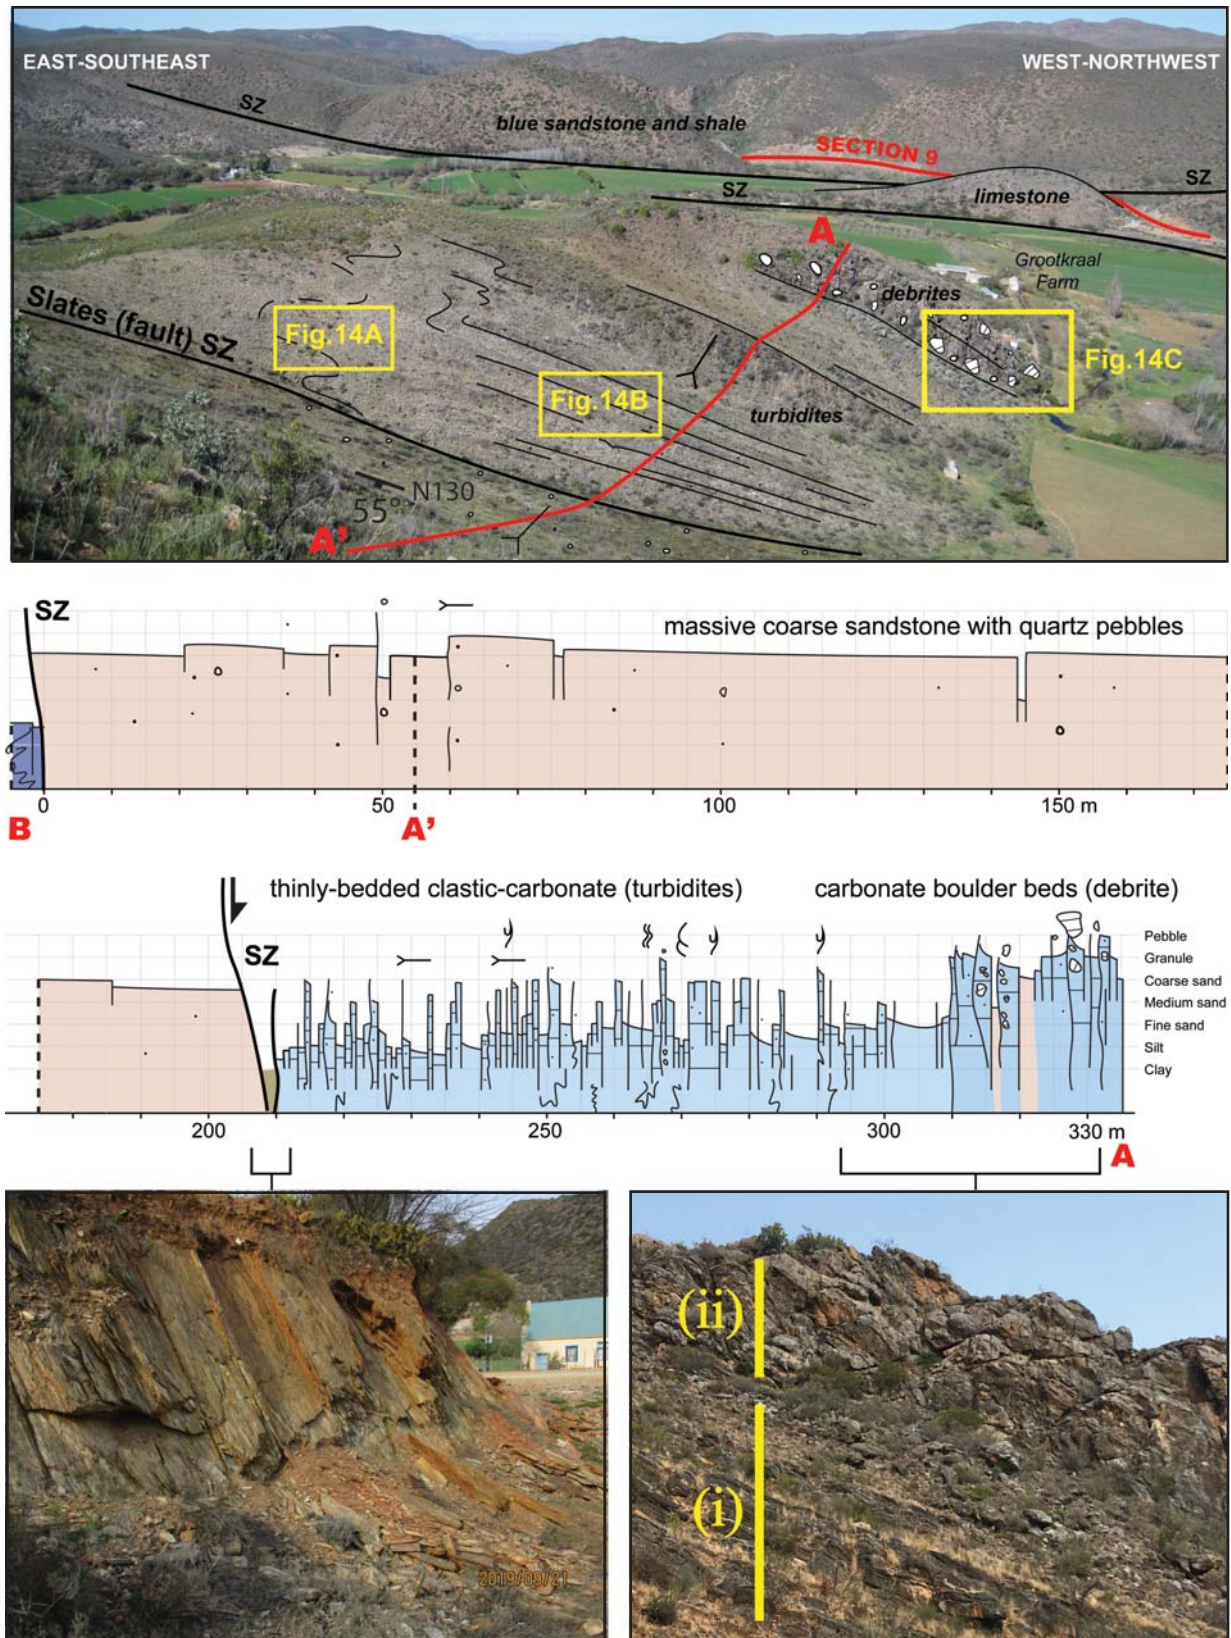 EAST-SOUTHEAST
WEST-NORTHWEST
SZ
blue sandstone and shale
SECTION 9
SZ
SZ
limestone
A
Grootkraal
Farm
debrites
Slates (fault) SZ
Fig.14A
Fig.14B
Fig.14C
turbidites
N130
55°
A'
SZ
massive coarse sandstone with quartz pebbles
0
50
100
150 m
B
A'
thinly-bedded clastic-carbonate (turbidites)
carbonate boulder beds (debrite)
SZ
Pebble
Granule
Coarse sand
Medium sand
Fine sand
Silt
Clay
200
250
300
330 m
A
(ii)
(i)
2019/09/21